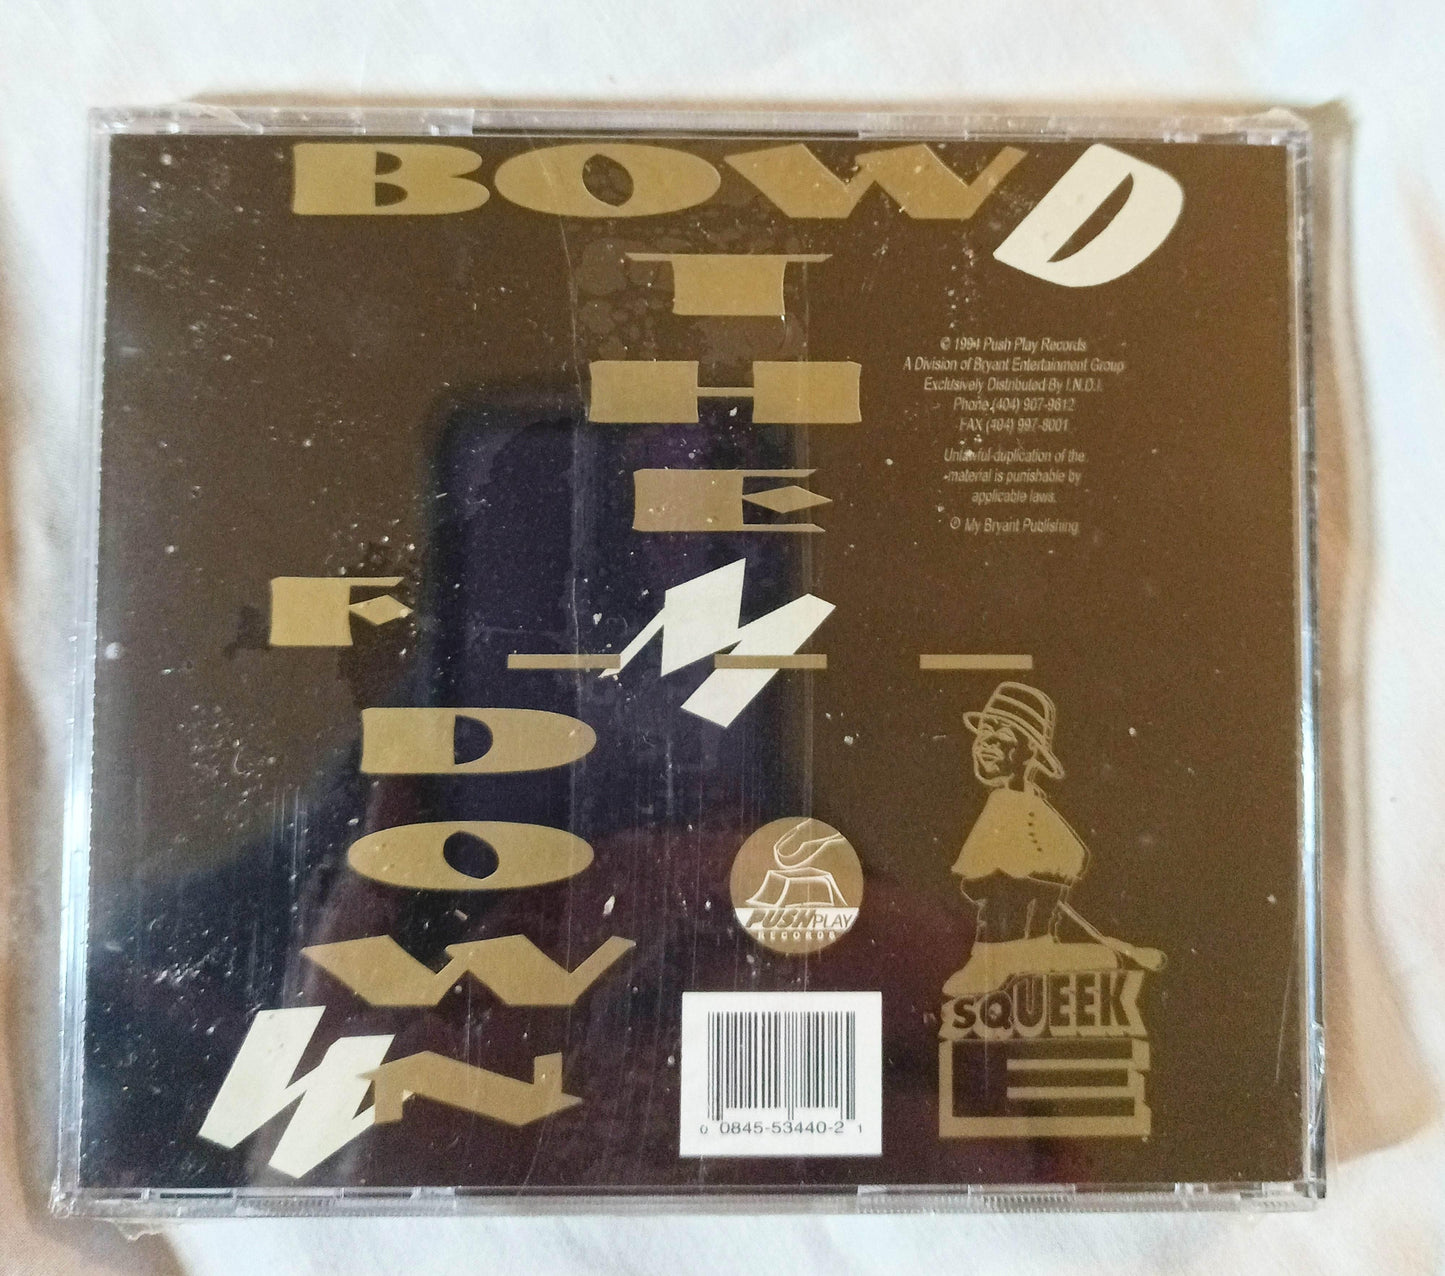 BOW D
T
H
E
M
F _ _ _
D
O
W
N
W
© 1994 Push Play Records
A Division of Bryant Entertainment Group
Exclusively Distributed By I.N.D.I.
Phone (404) 907-9612
FAX (404) 997-8001
Unlawful duplication of the
material is punishable by
applicable laws.
℗ My Bryant Publishing
PUSH PLAY
RECORDS
SQUEEK
E
0 0845-53440-2 1